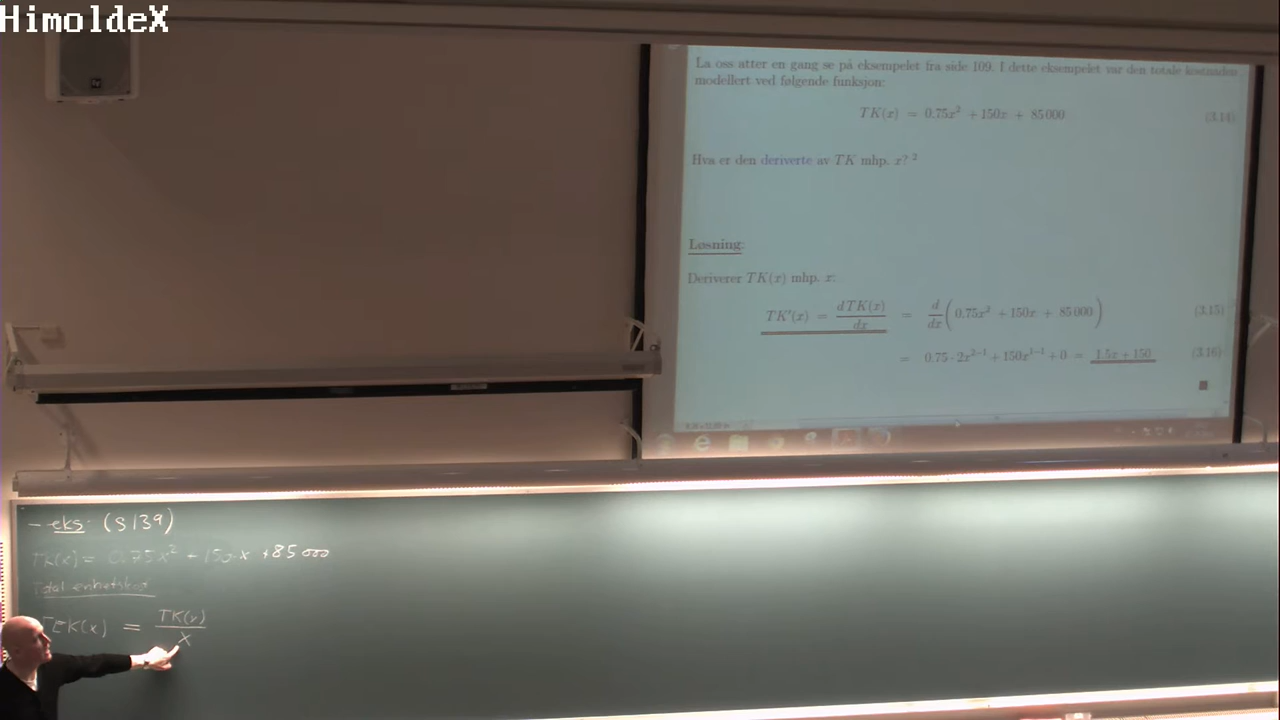 HimoldeX
La oss atter en gang se på eksempelet fra side 109. I dette eksempelet var den totale kostnaden
modellert ved følgende funksjon:
TK(x) = 0.75x² + 150x + 85 000 (3.14)
Hva er den deriverte av TK mhp. x? ²
Løsning:
Deriverer TK(x) mhp. x:
TK'(x) = dTK(x)/dx = d/dx (0.75x² + 150x + 85 000) (3.15)
= 0.75 · 2x²⁻¹ + 150x¹⁻¹ + 0 = 1.5x + 150 (3.16)
- eks: (S139)
TK(x) = 0.75x² + 150x + 85 000
Total enhetskost
TEK(x) = TK(x)/x